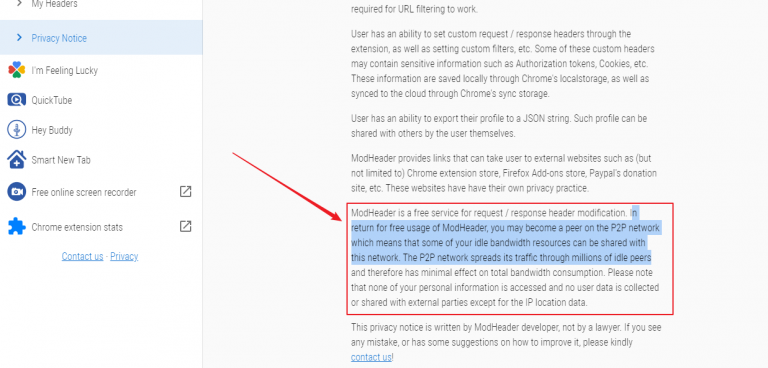 My Headers
Privacy Notice
I'm Feeling Lucky
QuickTube
Hey Buddy
Smart New Tab
Free online screen recorder
Chrome extension stats
Contact us · Privacy
required for URL filtering to work.
User has an ability to set custom request / response headers through the
extension, as well as setting custom filters, etc. Some of these custom headers
may contain sensitive information such as Authorization tokens, Cookies, etc.
These information are saved locally through Chrome's localstorage, as well as
synced to the cloud through Chrome's sync storage.
User has an ability to export their profile to a JSON string. Such profile can be
shared with others by the user themselves.
ModHeader provides links that can take user to external websites such as (but
not limited to) Chrome extension store, Firefox Add-ons store, Paypal's donation
site, etc. These websites have have their own privacy practice.
ModHeader is a free service for request / response header modification. In
return for free usage of ModHeader, you may become a peer on the P2P network
which means that some of your idle bandwidth resources can be shared with
this network. The P2P network spreads its traffic through millions of idle peers
and therefore has minimal effect on total bandwidth consumption. Please note
that none of your personal information is accessed and no user data is collected
or shared with external parties except for the IP location data.
This privacy notice is written by ModHeader developer, not by a lawyer. If you see
any mistake, or has some suggestions on how to improve it, please kindly
contact us!